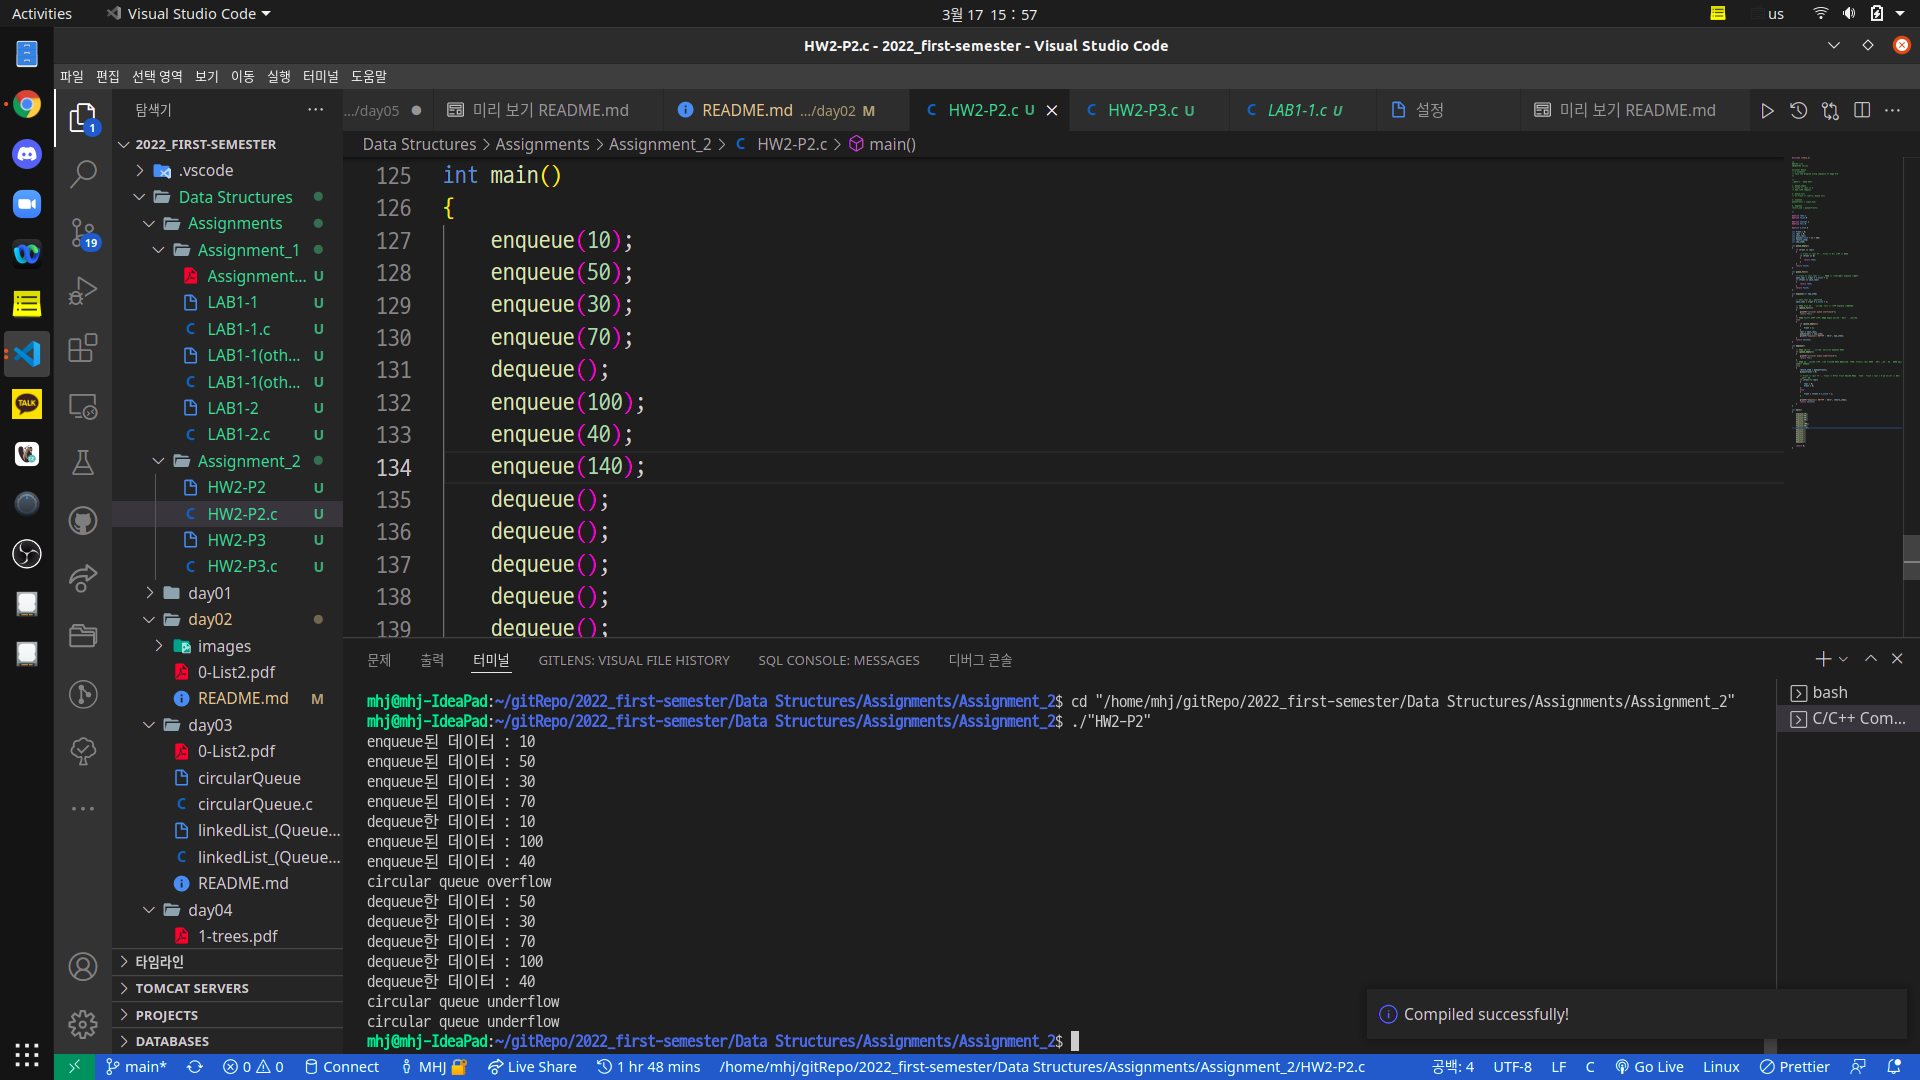 Activities
Visual Studio Code
3월 17 15 : 57
us
HW2-P2.c - 2022_first-semester - Visual Studio Code
파일 편집 선택 영역 보기 이동 실행 터미널 도움말
탐색기
.../day05
미리 보기 README.md
README.md .../day02 M
HW2-P2.c U
HW2-P3.c U
LAB1-1.c U
설정
미리 보기 README.md
Data Structures > Assignments > Assignment_2 > C HW2-P2.c > main()
1
19
2022_FIRST-SEMESTER
.vscode
Data Structures
Assignments
Assignment_1
Assignment... U
LAB1-1 U
C LAB1-1.c U
LAB1-1(oth... U
C LAB1-1(oth... U
LAB1-2 U
C LAB1-2.c U
Assignment_2
HW2-P2 U
C HW2-P2.c U
HW2-P3 U
C HW2-P3.c U
day01
day02
images
0-List2.pdf
README.md M
day03
0-List2.pdf
circularQueue
C circularQueue.c
linkedList_(Queue...
C linkedList_(Queue...
README.md
day04
1-trees.pdf
타임라인
TOMCAT SERVERS
PROJECTS
DATABASES
125 int main()
126 {
127 enqueue(10);
128 enqueue(50);
129 enqueue(30);
130 enqueue(70);
131 dequeue();
132 enqueue(100);
133 enqueue(40);
134 enqueue(140);
135 dequeue();
136 dequeue();
137 dequeue();
138 dequeue();
139 dequeue();
문제 출력 터미널 GITLENS: VISUAL FILE HISTORY SQL CONSOLE: MESSAGES 디버그 콘솔
mhj@mhj-IdeaPad:~/gitRepo/2022_first-semester/Data Structures/Assignments/Assignment_2$ cd "/home/mhj/gitRepo/2022_first-semester/Data Structures/Assignments/Assignment_2"
mhj@mhj-IdeaPad:~/gitRepo/2022_first-semester/Data Structures/Assignments/Assignment_2$ ./"HW2-P2"
enqueue된 데이터 : 10
enqueue된 데이터 : 50
enqueue된 데이터 : 30
enqueue된 데이터 : 70
dequeue한 데이터 : 10
enqueue된 데이터 : 100
enqueue된 데이터 : 40
circular queue overflow
dequeue한 데이터 : 50
dequeue한 데이터 : 30
dequeue한 데이터 : 70
dequeue한 데이터 : 100
dequeue한 데이터 : 40
circular queue underflow
circular queue underflow
mhj@mhj-IdeaPad:~/gitRepo/2022_first-semester/Data Structures/Assignments/Assignment_2$
bash
C/C++ Com...
Compiled successfully!
main* 0 0 Connect MHJ Live Share 1 hr 48 mins /home/mhj/gitRepo/2022_first-semester/Data Structures/Assignments/Assignment_2/HW2-P2.c 공백: 4 UTF-8 LF C Go Live Linux Prettier
TALK